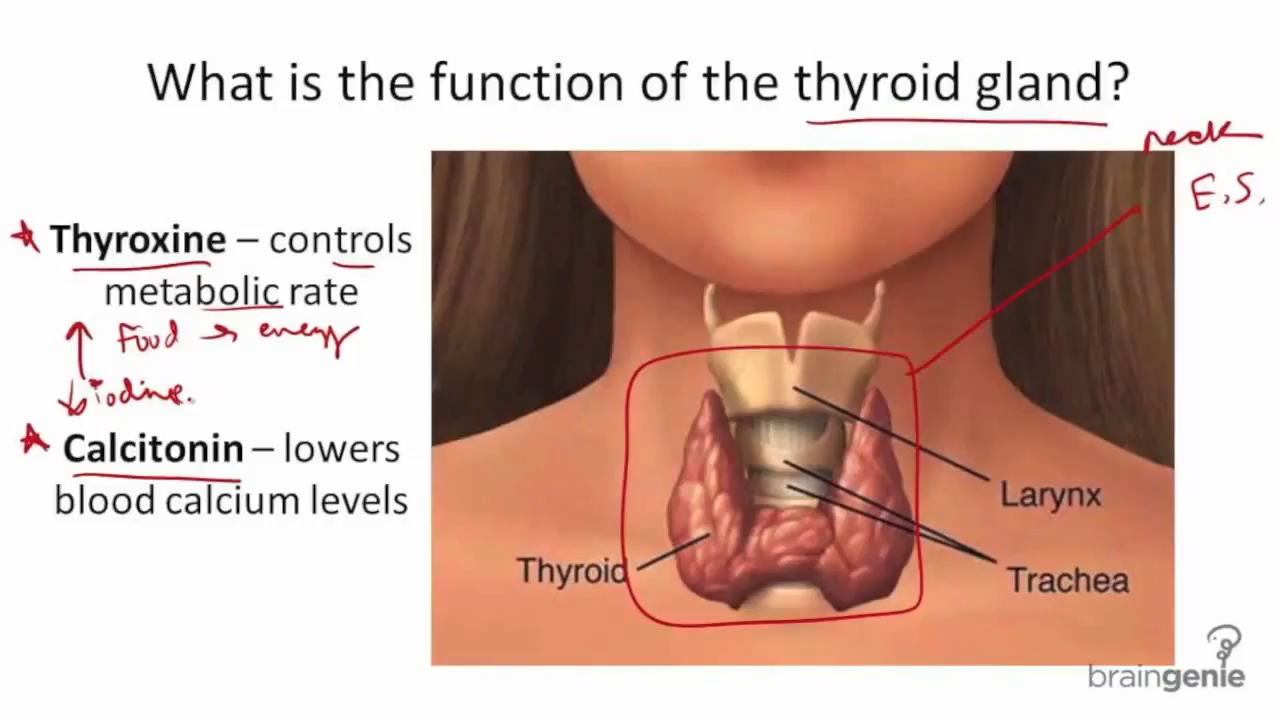 What is the function of the thyroid gland?
neck
E.S.
Thyroxine – controls
metabolic rate
Food → energy
↓ iodine.
Calcitonin – lowers
blood calcium levels
Larynx
Thyroid
Trachea
braingenie